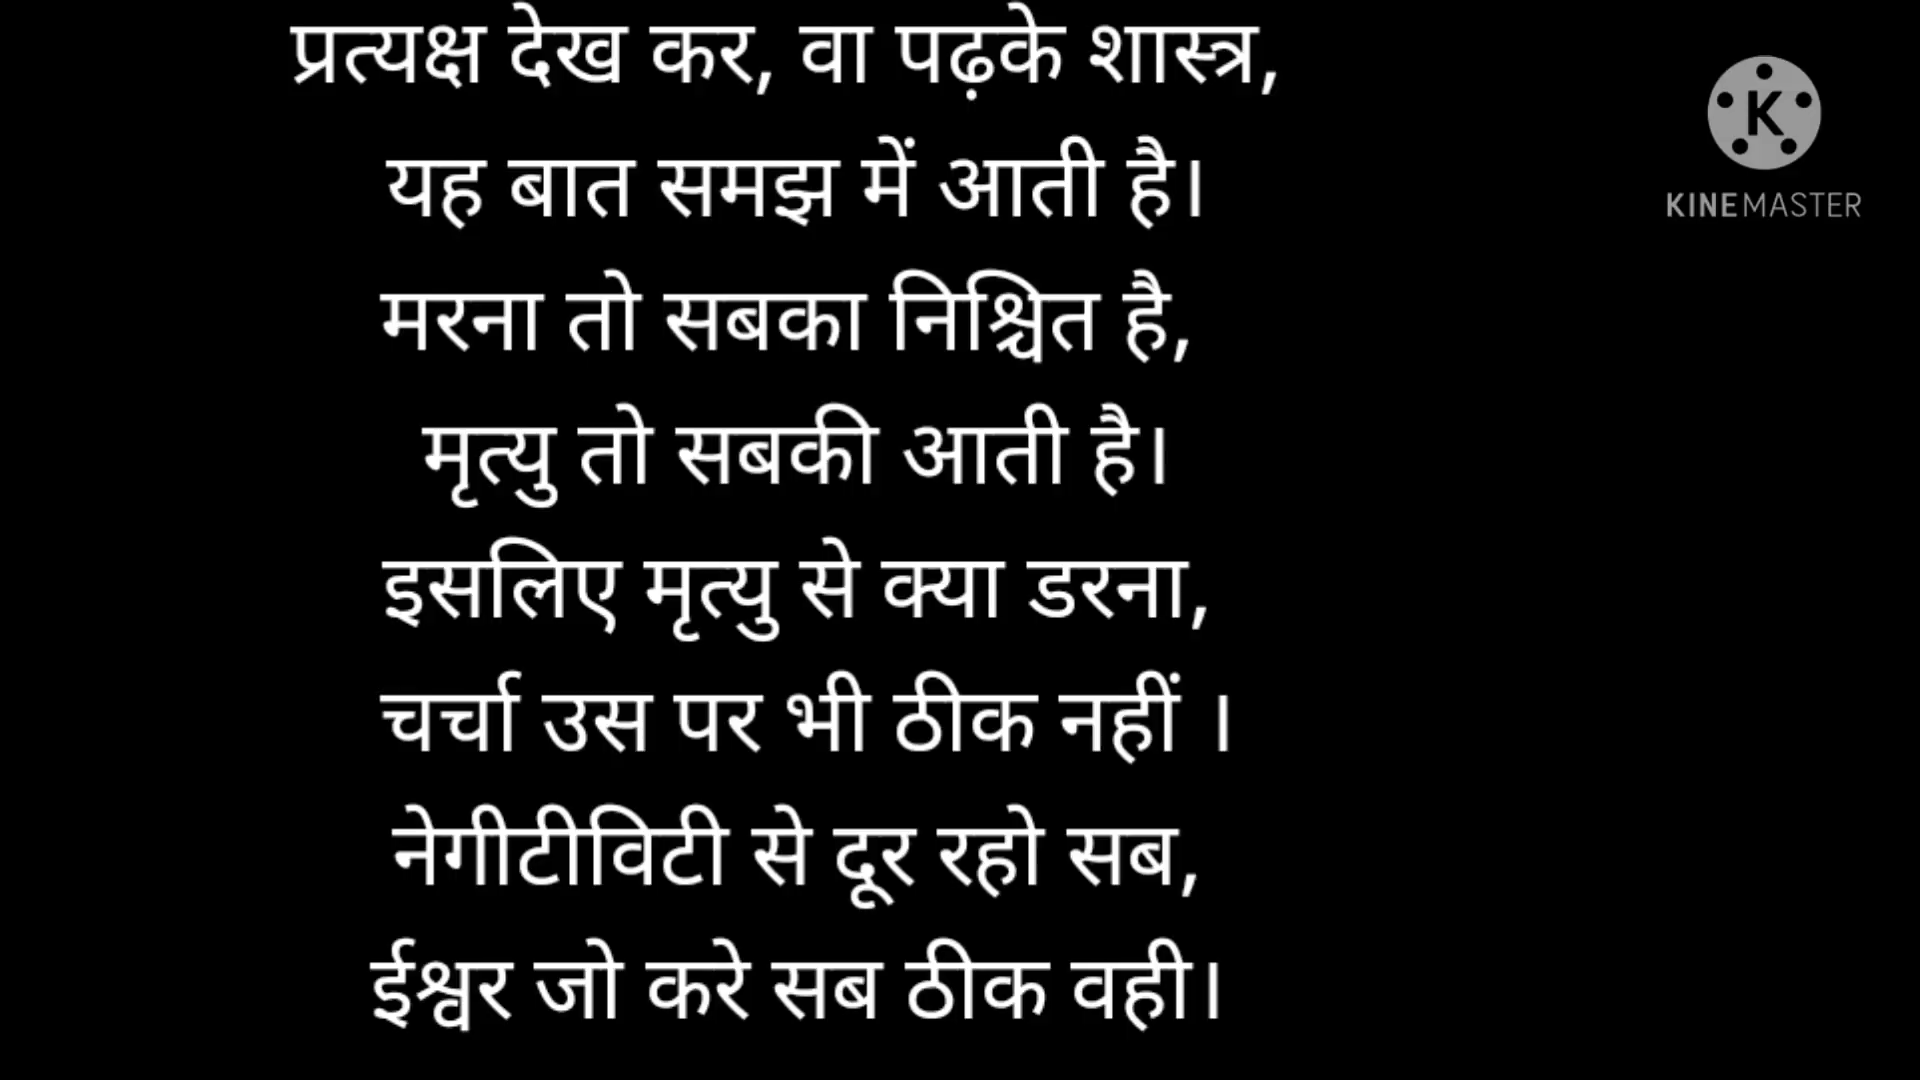 प्रत्यक्ष देख कर, वा पढ़के शास्त्र,
यह बात समझ में आती है।
मरना तो सबका निश्चित है,
मृत्यु तो सबकी आती है।
इसलिए मृत्यु से क्या डरना,
चर्चा उस पर भी ठीक नहीं ।
नेगीटीविटी से दूर रहो सब,
ईश्वर जो करे सब ठीक वही।
K
KINEMASTER